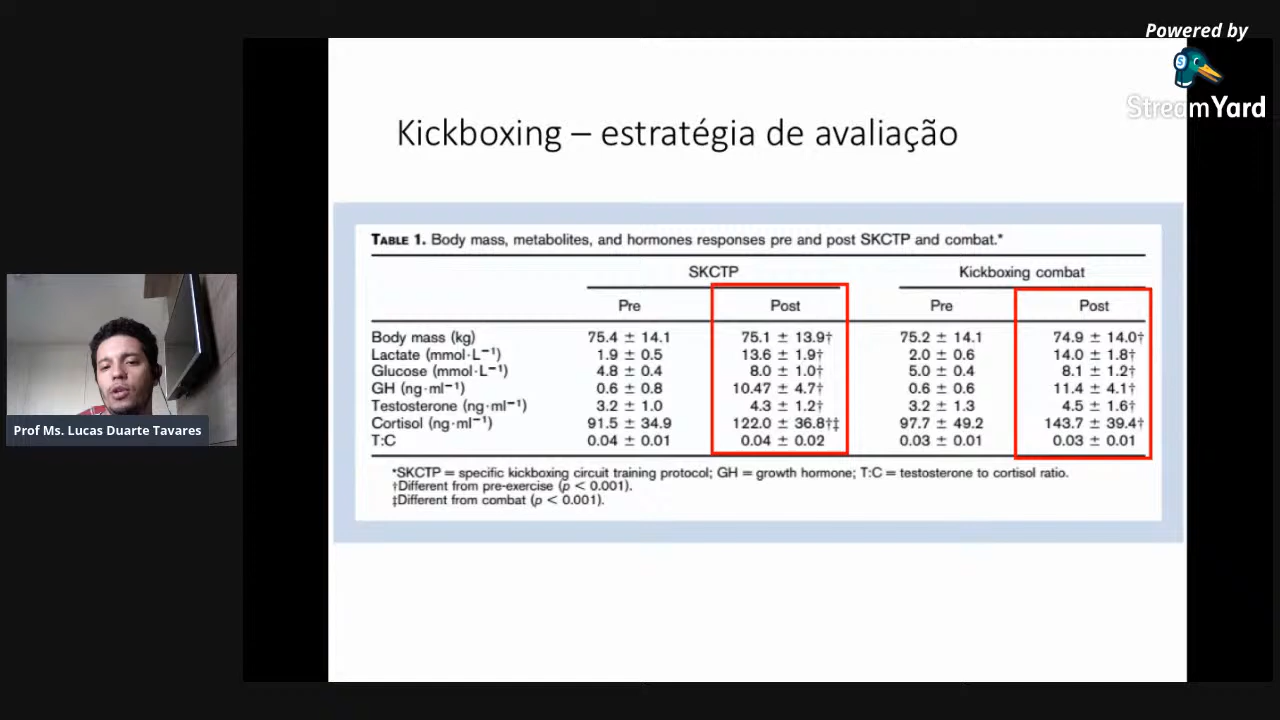 Powered by
StreamYard
Kickboxing – estratégia de avaliação
TABLE 1. Body mass, metabolites, and hormones responses pre and post SKCTP and combat.*
SKCTP Kickboxing combat
Pre Post Pre Post
Body mass (kg) 75.4 ± 14.1 75.1 ± 13.9† 75.2 ± 14.1 74.9 ± 14.0†
Lactate (mmol·L⁻¹) 1.9 ± 0.5 13.6 ± 1.9† 2.0 ± 0.6 14.0 ± 1.8†
Glucose (mmol·L⁻¹) 4.8 ± 0.4 8.0 ± 1.0† 5.0 ± 0.4 8.1 ± 1.2†
GH (ng·ml⁻¹) 0.6 ± 0.8 10.47 ± 4.7† 0.6 ± 0.6 11.4 ± 4.1†
Testosterone (ng·ml⁻¹) 3.2 ± 1.0 4.3 ± 1.2† 3.2 ± 1.3 4.5 ± 1.6†
Cortisol (ng·ml⁻¹) 91.5 ± 34.9 122.0 ± 36.8†‡ 97.7 ± 49.2 143.7 ± 39.4†
T:C 0.04 ± 0.01 0.04 ± 0.02 0.03 ± 0.01 0.03 ± 0.01
*SKCTP = specific kickboxing circuit training protocol; GH = growth hormone; T:C = testosterone to cortisol ratio.
†Different from pre-exercise (p < 0.001).
‡Different from combat (p < 0.001).
Prof Ms. Lucas Duarte Tavares